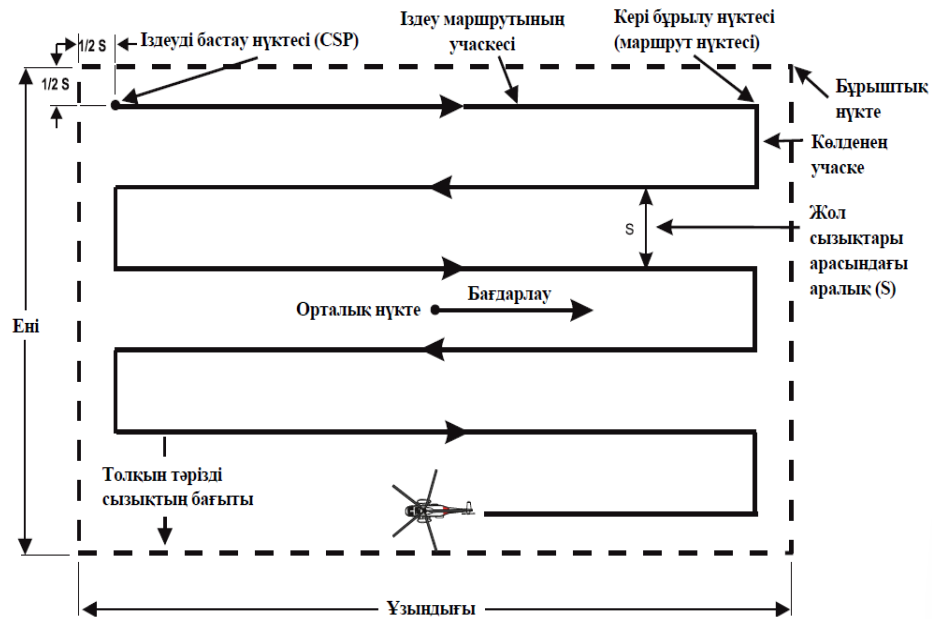 1/2 S
Іздеуді бастау нүктесі (CSP)
Іздеу маршрутының
учаскесі
Кері бұрылу нүктесі
(маршрут нүктесі)
1/2 S
Бұрыштық
нүкте
Көлденең
учаске
S
Жол
сызықтары
арасындағы
аралық (S)
Бағдарлау
Орталық нүкте
Ені
Толқын тәрізді
сызықтың бағыты
Ұзындығы